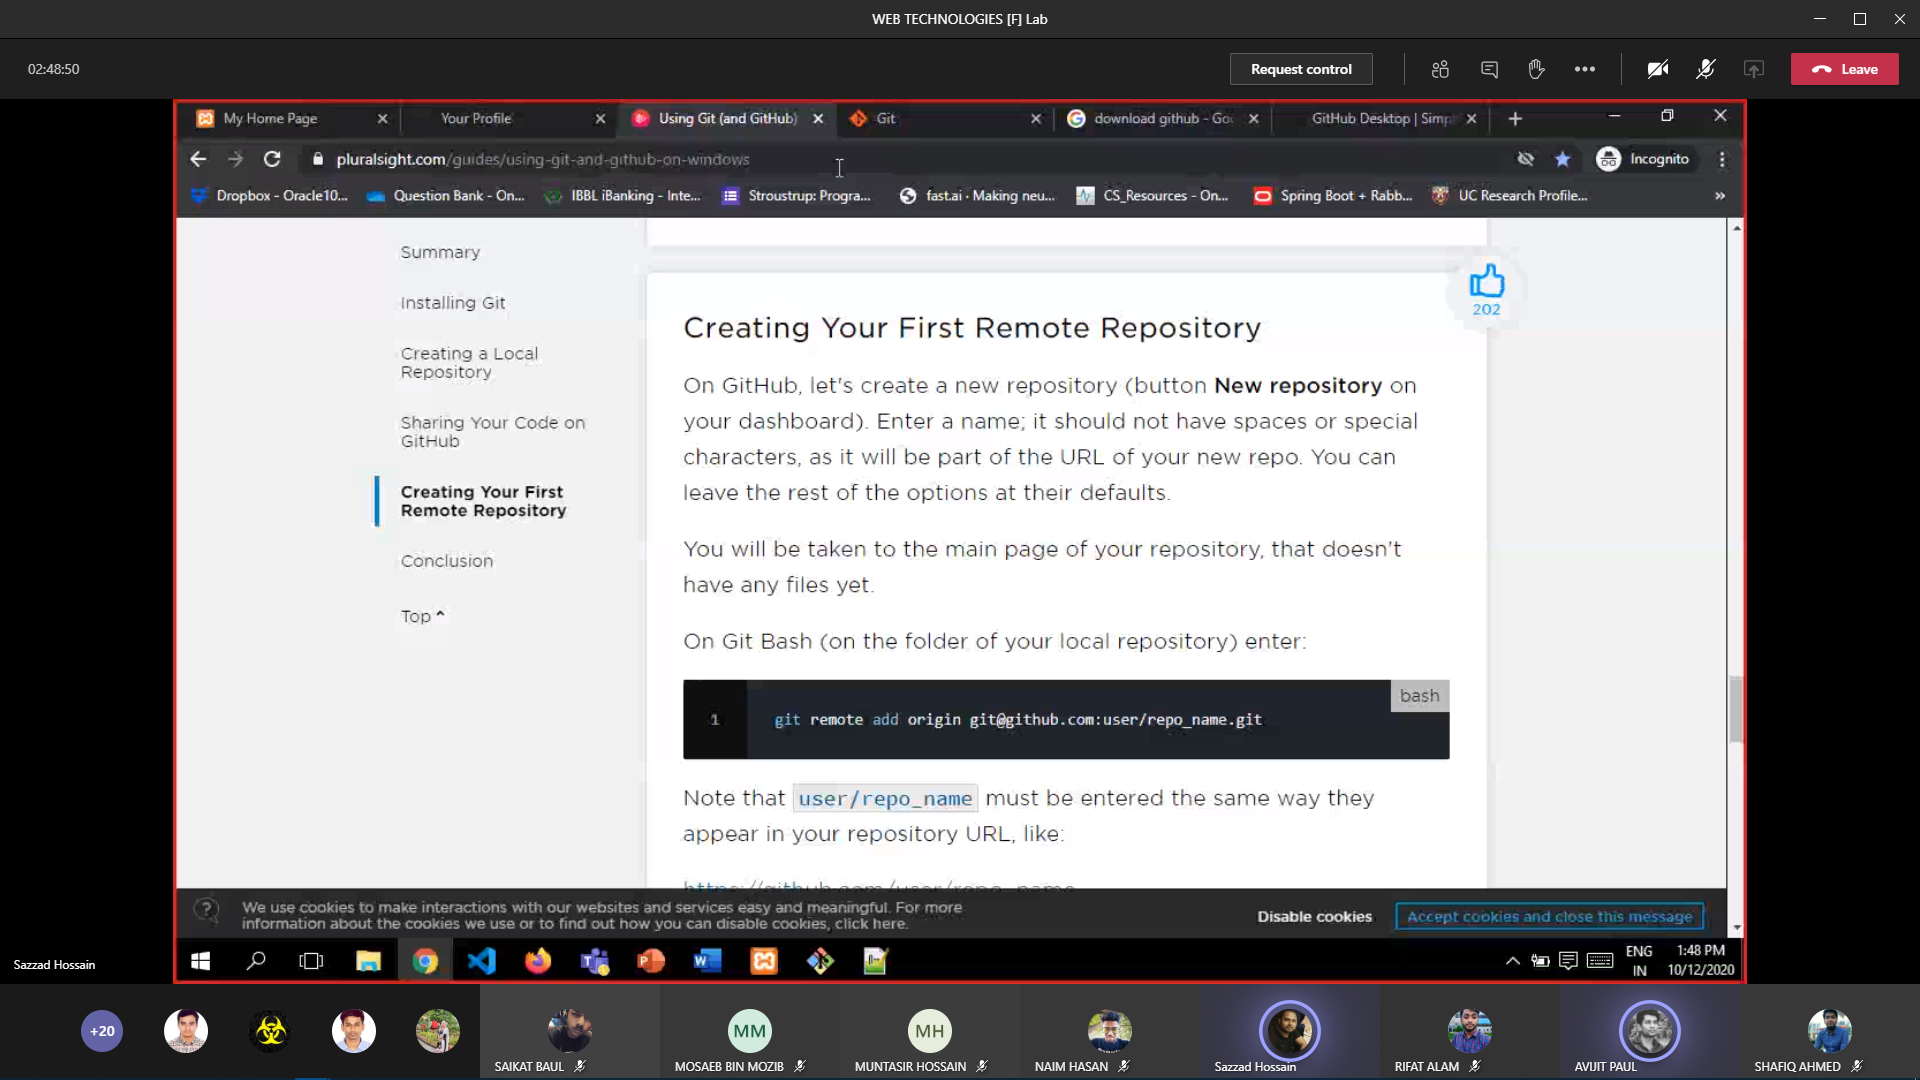 WEB TECHNOLOGIES [F] Lab
02:48:50
Request control
Leave
My Home Page
Your Profile
Using Git (and GitHub)
Git
download github - Go
GitHub Desktop | Simp
pluralsight.com/guides/using-git-and-github-on-windows
Incognito
Dropbox - Oracle10...
Question Bank - On...
IBBL iBanking - Inte...
Stroustrup: Progra...
fast.ai · Making neu...
CS_Resources - On...
Spring Boot + Rabb...
UC Research Profile...
Summary
Installing Git
Creating a Local
Repository
Sharing Your Code on
GitHub
Creating Your First
Remote Repository
Conclusion
Top ^
202
Creating Your First Remote Repository
On GitHub, let's create a new repository (button New repository on
your dashboard). Enter a name; it should not have spaces or special
characters, as it will be part of the URL of your new repo. You can
leave the rest of the options at their defaults.
You will be taken to the main page of your repository, that doesn't
have any files yet.
On Git Bash (on the folder of your local repository) enter:
bash
1 git remote add origin git@github.com:user/repo_name.git
Note that user/repo_name must be entered the same way they
appear in your repository URL, like:
https://github.com/user/repo_name
We use cookies to make interactions with our websites and services easy and meaningful. For more
information about the cookies we use or to find out how you can disable cookies, click here.
Disable cookies
Accept cookies and close this message
ENG
IN
1:48 PM
10/12/2020
Sazzad Hossain
+20
SAIKAT BAUL
MM
MOSAEB BIN MOZIB
MH
MUNTASIR HOSSAIN
NAIM HASAN
Sazzad Hossain
RIFAT ALAM
AVIJIT PAUL
SHAFIQ AHMED